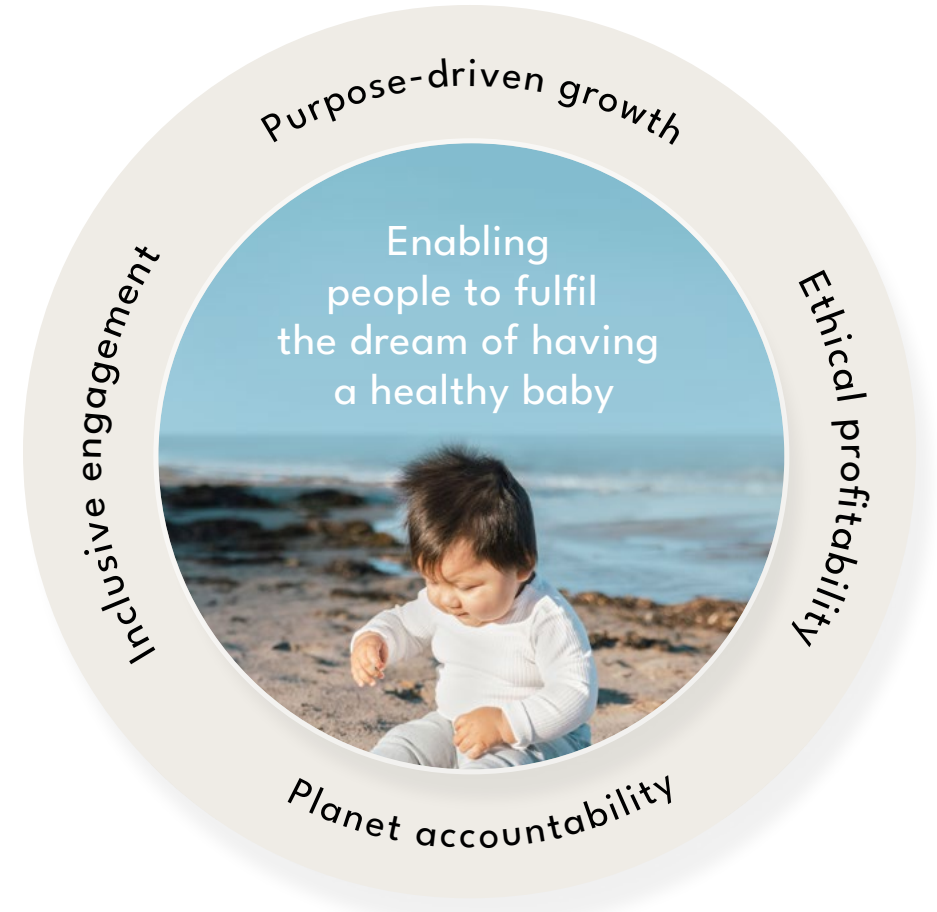 Purpose-driven growth
Enabling
people to fulfil
the dream of having
a healthy baby
Inclusive engagement
Ethical profitability
Planet accountability